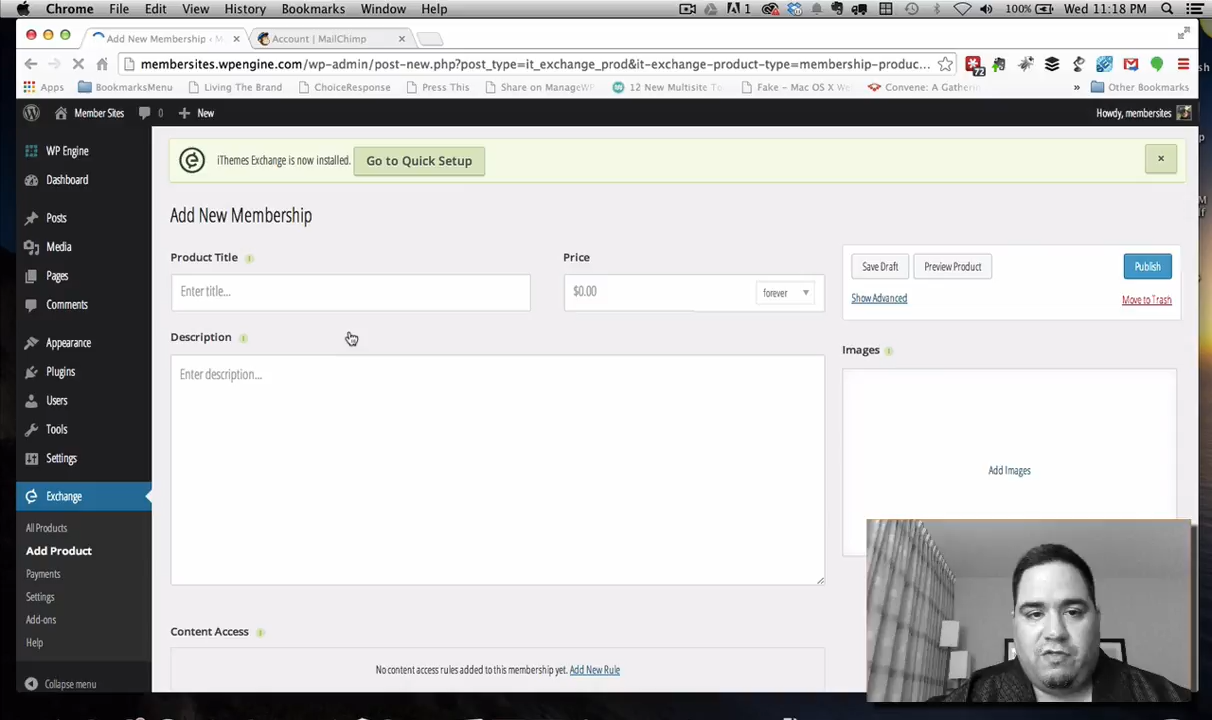 Chrome File Edit View History Bookmarks Window Help 1 100% Wed 11:18 PM
Add New Membership ‹ M Account | MailChimp
membersites.wpengine.com/wp-admin/post-new.php?post_type=it_exchange_prod&it-exchange-product-type=membership-produc... 72
Apps BookmarksMenu Living The Brand ChoiceResponse Press This Share on ManageWP 12 New Multisite Fake – Mac OS X W Convene: A Gather » Other Bookmarks
Member Sites 0 New Howdy, membersites
WP Engine
Dashboard
Posts
Media
Pages
Comments
Appearance
Plugins
Users
Tools
Settings
Exchange
All Products
Add Product
Payments
Settings
Add-ons
Help
Collapse menu
iThemes Exchange is now installed. Go to Quick Setup ×
Add New Membership
Product Title i Price
Enter title... $0.00 forever
Description i
Enter description...
Content Access i
No content access rules added to this membership yet. Add New Rule
Save Draft Preview Product Publish
Show Advanced Move to Trash
Images i
Add Images